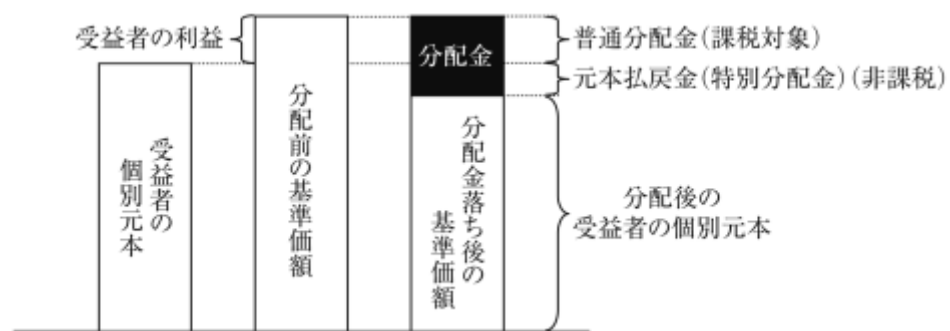 受益者の利益
分配金
普通分配金(課税対象)
元本払戻金(特別分配金)(非課税)
受益者の
個別元本
分配前の基準価額
分配金落ち後の
基準価額
分配後の
受益者の個別元本